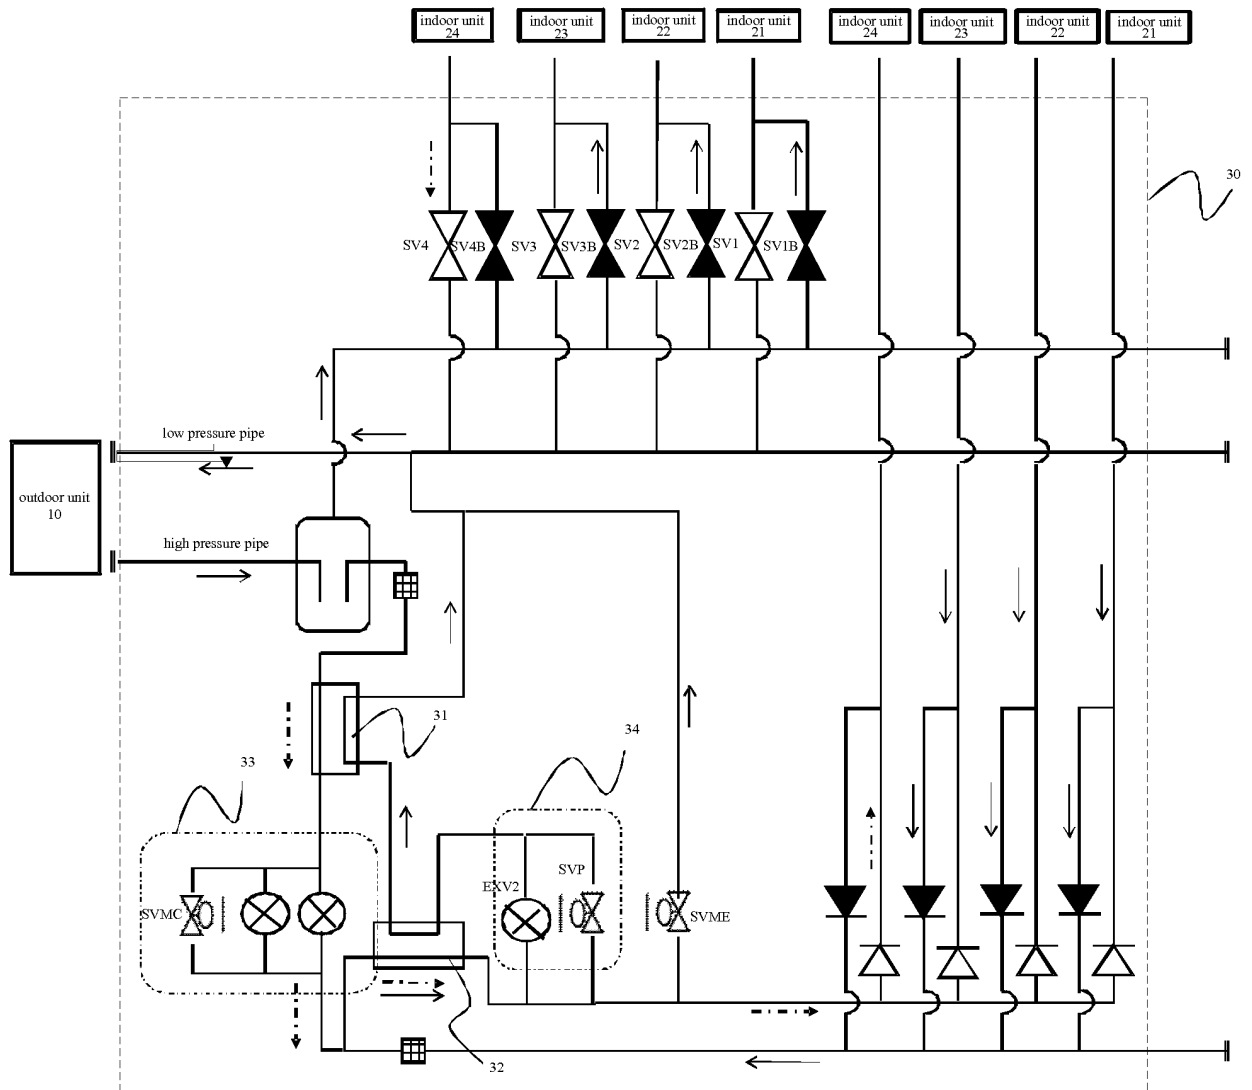 indoor unit
24
indoor unit
23
indoor unit
22
indoor unit
21
indoor unit
24
indoor unit
23
indoor unit
22
indoor unit
21
30
SV4
SV4B
SV3
SV3B
SV2
SV2B
SV1
SV1B
low pressure pipe
outdoor unit
10
high pressure pipe
31
34
33
SVP
EXV2
SVMC
SVME
32